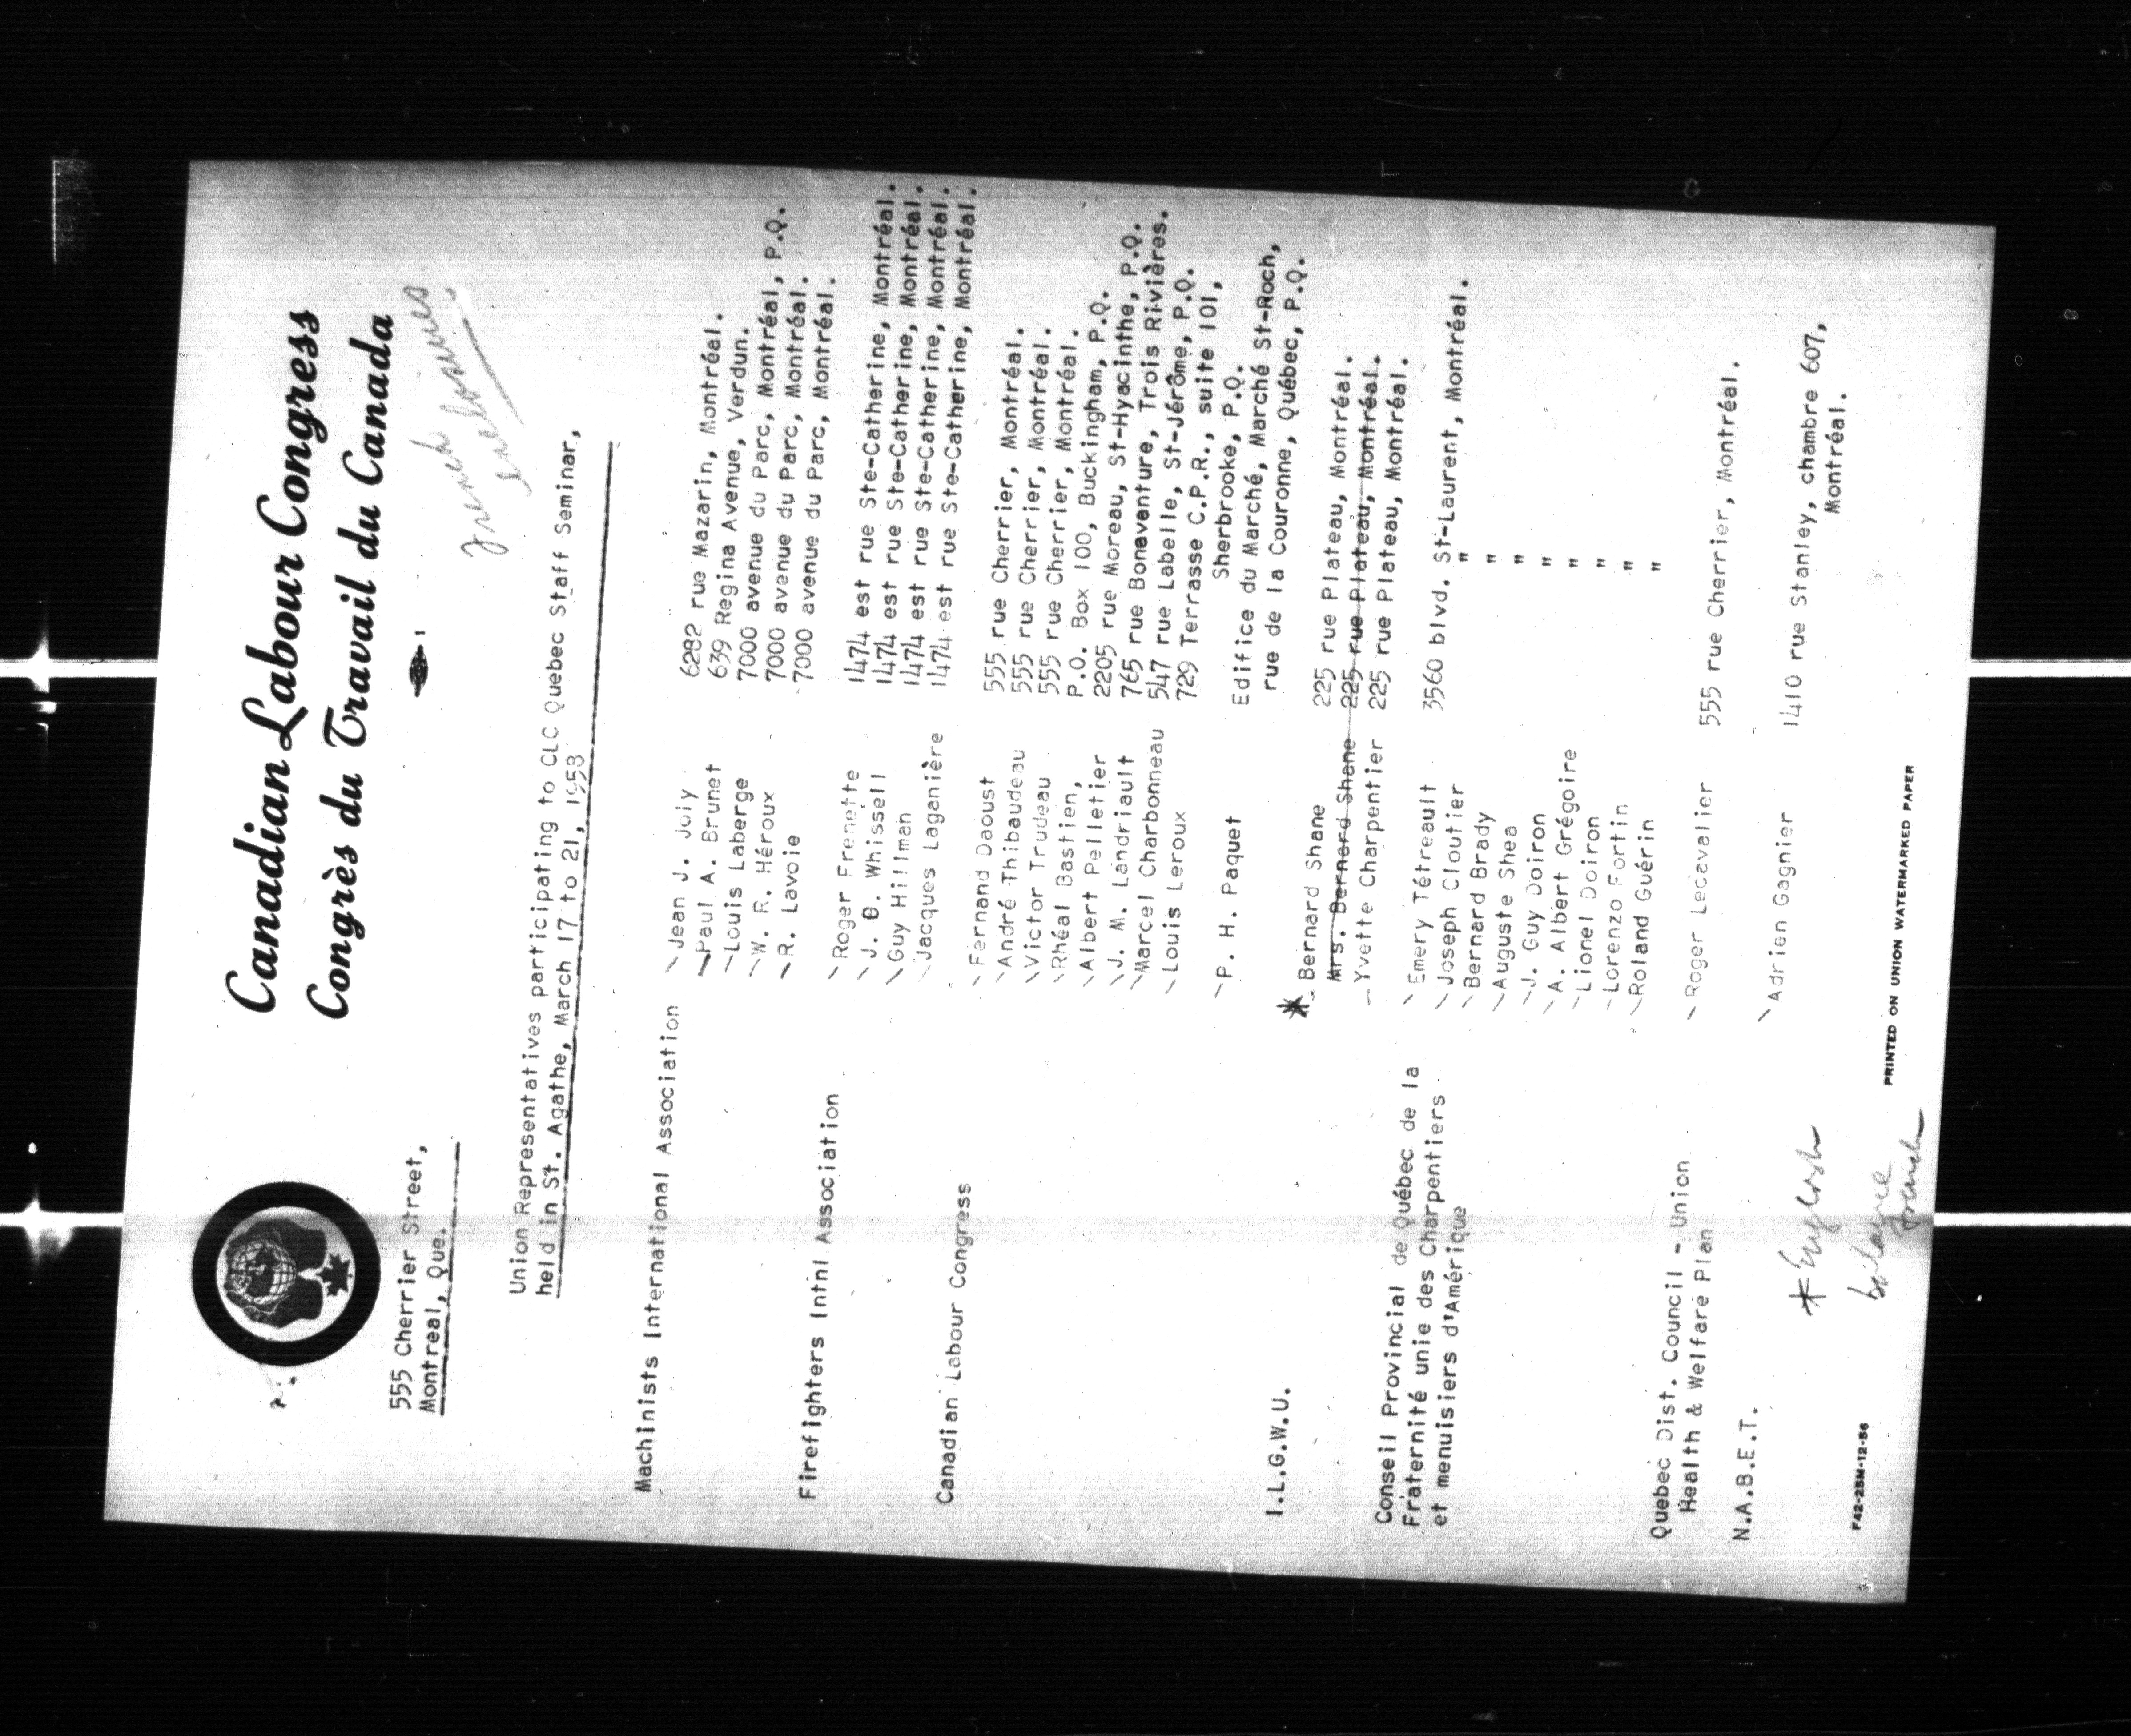 Canadian Labour Congress
Congrès du Travail du Canada
555 Cherrier Street,
Montreal, Que.
French
Union Representatives participating to CLC Quebec Staff Seminar,
held in St. Agathe, March 17 to 21, 1958
Machinists International Association
Jean J. Joly 6282 rue Mazarin, Montréal.
Paul A. Brunet 639 Regina Avenue, Verdun.
Louis Laberge 7000 avenue du Parc, Montréal, P.Q.
W. R. Héroux 7000 avenue du Parc, Montréal.
R. Lavoie 7000 avenue du Parc, Montréal.
Firefighters Intnl Association
Roger Frenette 1474 est rue Ste-Catherine, Montréal.
J. B. Whissell 1474 est rue Ste-Catherine, Montréal.
Guy Hillman 1474 est rue Ste-Catherine, Montréal.
Jacques Laganière 1474 est rue Ste-Catherine, Montréal.
Canadian Labour Congress
Fernand Daoust 555 rue Cherrier, Montréal.
André Thibaudeau 555 rue Cherrier, Montréal.
Victor Trudeau 555 rue Cherrier, Montréal.
Rhéal Bastien, P.O. Box 100, Buckingham, P.Q.
Albert Pelletier 2205 rue Moreau, St-Hyacinthe, P.Q.
J. M. Landriault 765 rue Bonaventure, Trois Rivières.
Marcel Charbonneau 547 rue Labelle, St-Jérôme, P.Q.
Louis Leroux 729 Terrasse C.P.R., suite 101,
Sherbrooke, P.Q.
P. H. Paquet Edifice du Marché, Marché St-Roch,
rue de la Couronne, Québec, P.Q.
I.L.G.W.U.
* Bernard Shane 225 rue Plateau, Montréal.
Mrs. Bernard Shane 225 rue Plateau, Montréal.
Yvette Charpentier 225 rue Plateau, Montréal.
Conseil Provincial de Québec de la
Fraternité unie des Charpentiers
et menuisiers d'Amérique
Emery Tétreault 3560 blvd. St-Laurent, Montréal.
Joseph Cloutier "
Bernard Brady "
Auguste Shea "
J. Guy Doiron "
A. Albert Grégoire "
Lionel Doiron "
Lorenzo Fortin "
Roland Guérin "
Quebec Dist. Council - Union
Health & Welfare Plan
Roger Lecavalier 555 rue Cherrier, Montréal.
N.A.B.E.T.
Adrien Gagnier 1410 rue Stanley, chambre 607,
Montréal.
* English
French
F42-25M-12-56
PRINTED ON UNION WATERMARKED PAPER